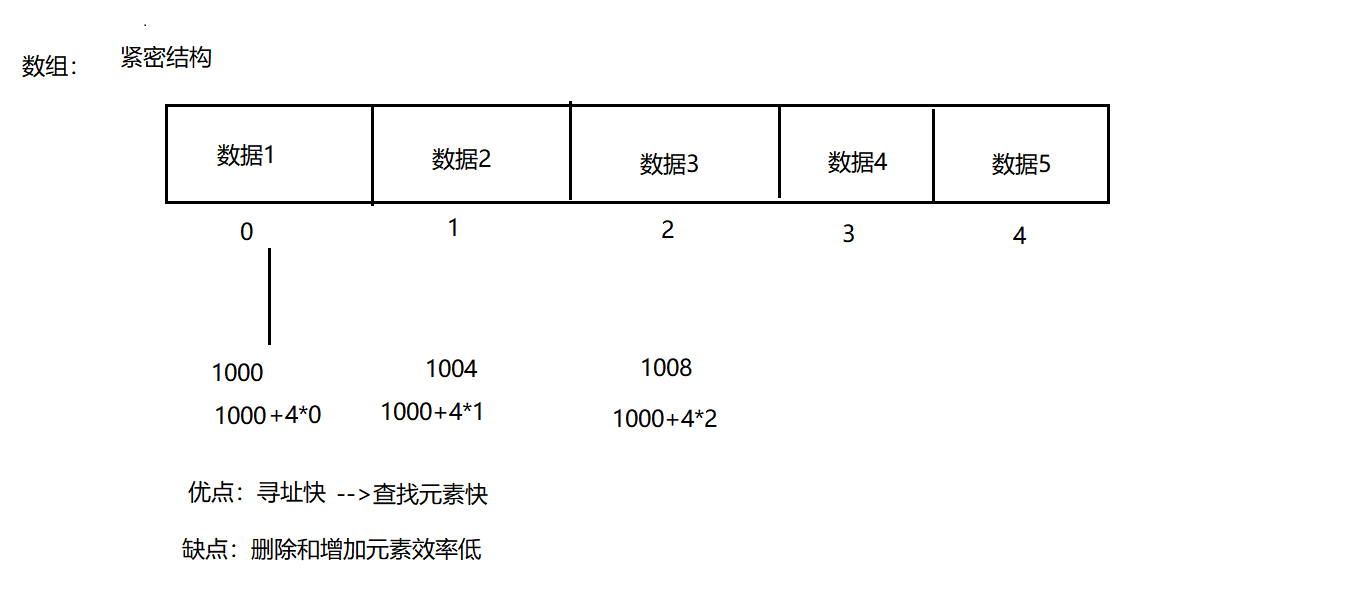 数组： 紧密结构
数据1 数据2 数据3 数据4 数据5
0 1 2 3 4
1000 1004 1008
1000+4*0 1000+4*1 1000+4*2
优点：寻址快 -->查找元素快
缺点：删除和增加元素效率低